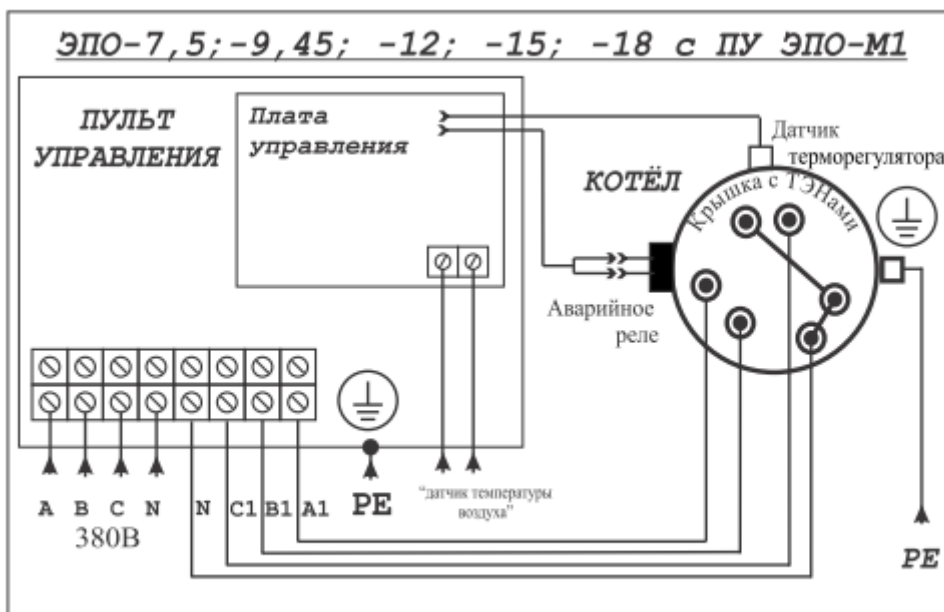 ЭПО-7,5; -9,45; -12; -15; -18 с ПУ ЭПО-М1
ПУЛЬТ
УПРАВЛЕНИЯ
Плата
управления
Датчик
терморегулятора
КОТЁЛ
Крышка с ТЭНами
Аварийное
реле
A B C N N C1 B1 A1 PE
380В
"датчик температуры
воздуха"
PE